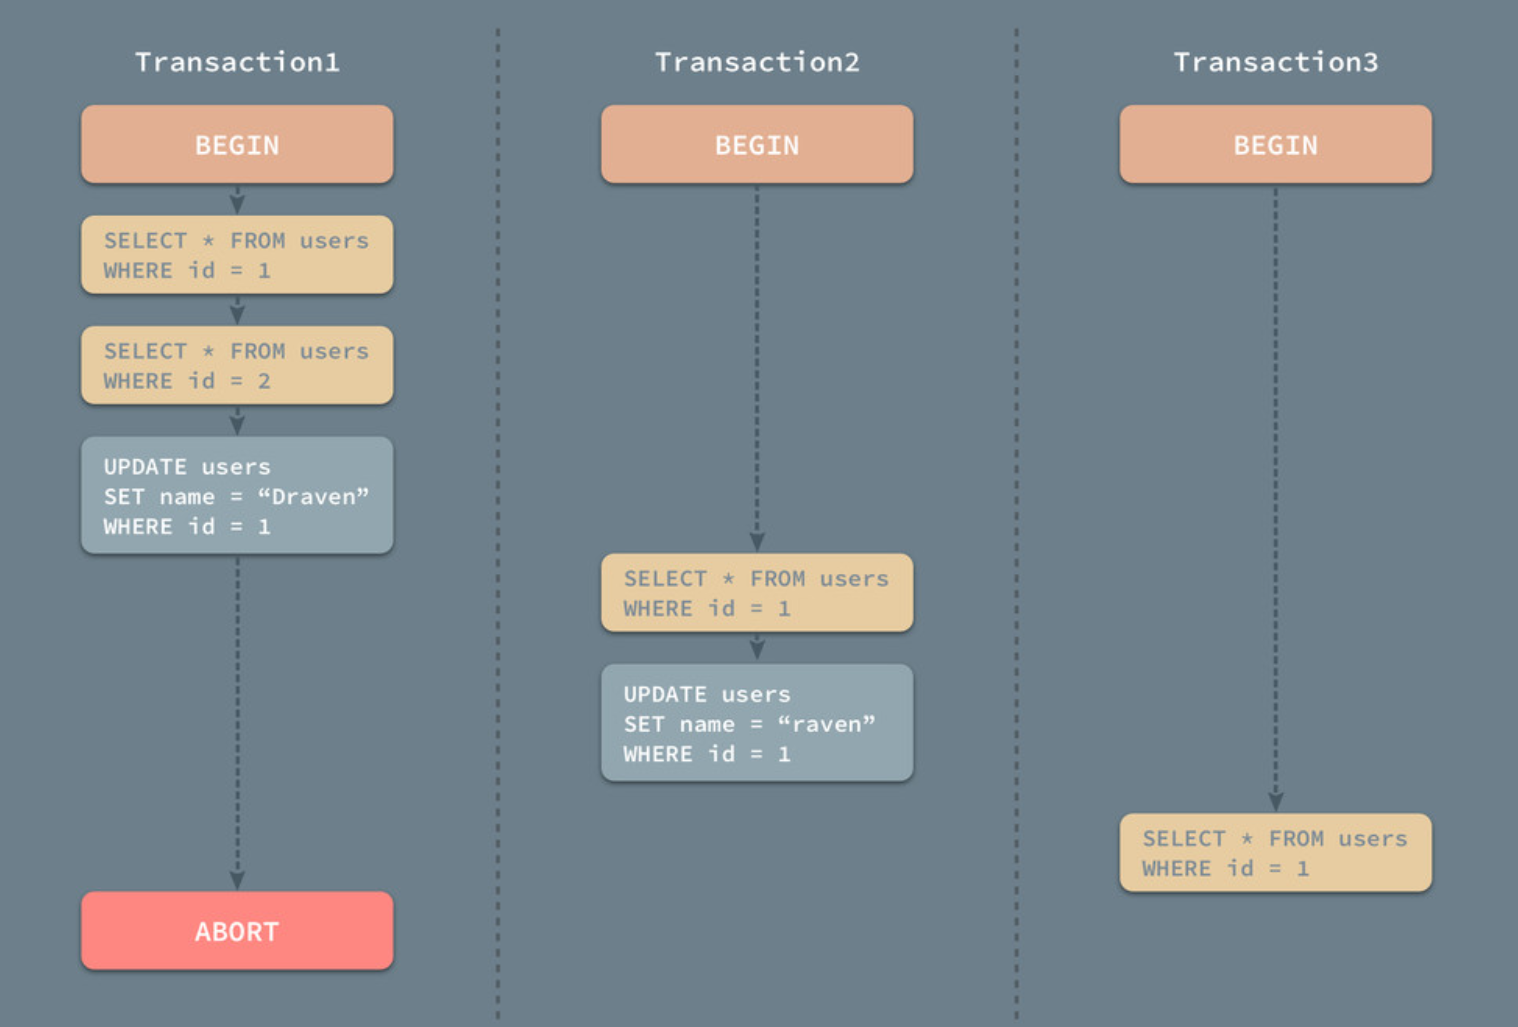 Transaction1
BEGIN
SELECT * FROM users
WHERE id = 1
SELECT * FROM users
WHERE id = 2
UPDATE users
SET name = “Draven”
WHERE id = 1
ABORT
Transaction2
BEGIN
SELECT * FROM users
WHERE id = 1
UPDATE users
SET name = “raven”
WHERE id = 1
Transaction3
BEGIN
SELECT * FROM users
WHERE id = 1